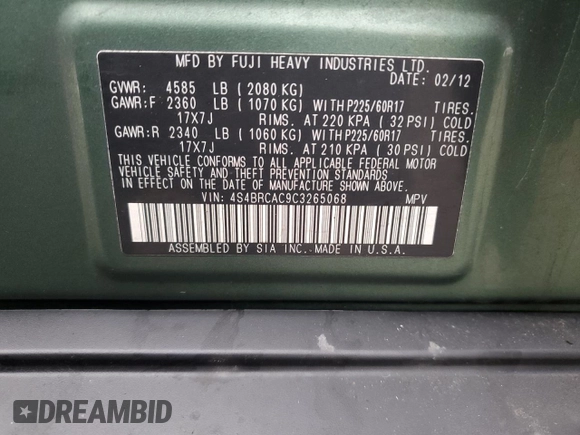 MFD BY FUJI HEAVY INDUSTRIES LTD.
DATE: 02/12
GVWR: 4585 LB ( 2080 KG)
GAWR:F 2360 LB ( 1070 KG) WITH P225/60R17 TIRES.
17X7J RIMS. AT 220 KPA ( 32 PSI) COLD
GAWR:R 2340 LB ( 1060 KG) WITH P225/60R17 TIRES.
17X7J RIMS. AT 210 KPA ( 30 PSI) COLD
THIS VEHICLE CONFORMS TO ALL APPLICABLE FEDERAL MOTOR
VEHICLE SAFETY AND THEFT PREVENTION STANDARDS
IN EFFECT ON THE DATE OF MANUFACTURE SHOWN ABOVE.
VIN: 4S4BRCAC9C3265068 MPV
ASSEMBLED BY SIA INC. MADE IN U.S.A.
DREAMBID